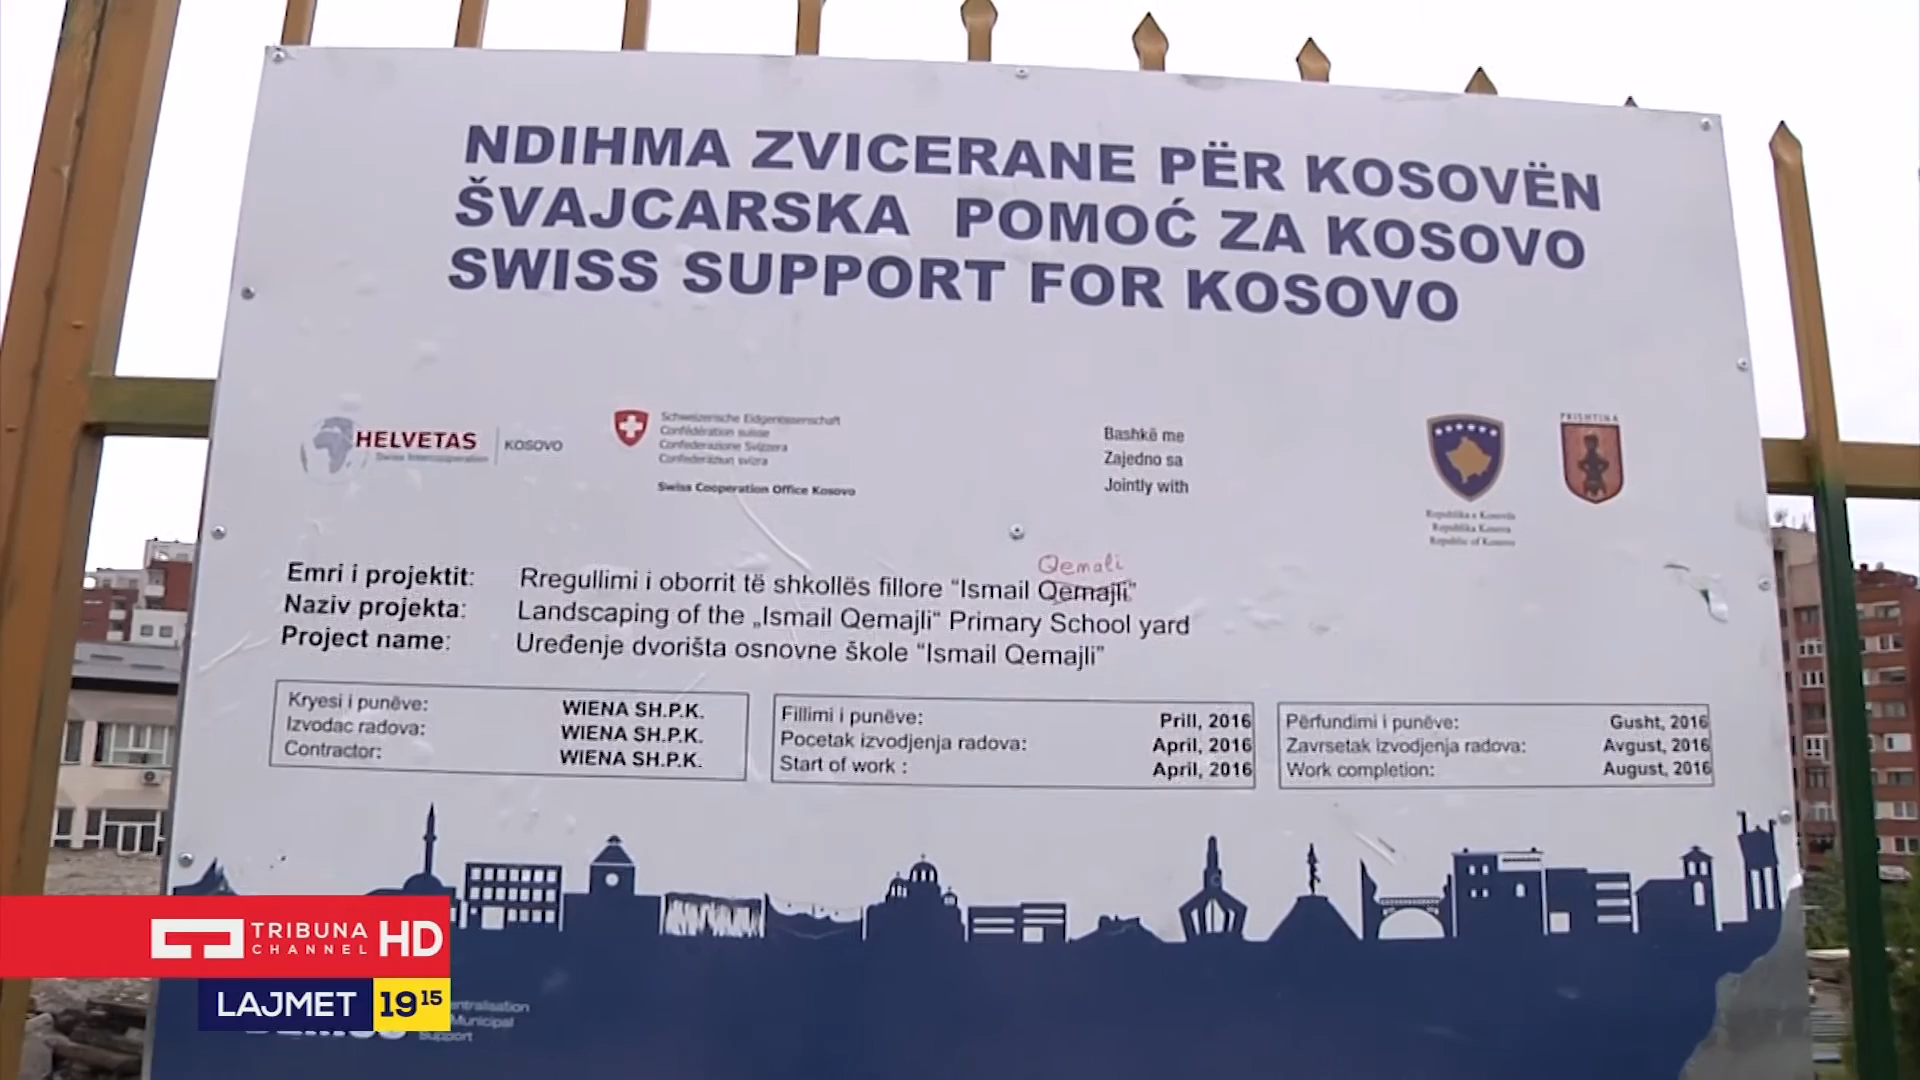 NDIHMA ZVICERANE PËR KOSOVËN
ŠVAJCARSKA POMOĆ ZA KOSOVO
SWISS SUPPORT FOR KOSOVO
HELVETAS
Swiss Intercooperation
KOSOVO
Schweizerische Eidgenossenschaft
Confédération suisse
Confederazione Svizzera
Confederaziun svizra
Swiss Cooperation Office Kosovo
Bashkë me
Zajedno sa
Jointly with
Republika e Kosovës
Republika Kosova
Republic of Kosovo
PRISHTINA
Qemali
Emri i projektit: Rregullimi i oborrit të shkollës fillore “Ismail Qemajli”
Naziv projekta: Landscaping of the „Ismail Qemajli“ Primary School yard
Project name: Uređenje dvorišta osnovne škole “Ismail Qemajli”
Kryesi i punëve: WIENA SH.P.K.
Izvodac radova: WIENA SH.P.K.
Contractor: WIENA SH.P.K.
Fillimi i punëve: Prill, 2016
Pocetak izvodjenja radova: April, 2016
Start of work : April, 2016
Përfundimi i punëve: Gusht, 2016
Zavrsetak izvodjenja radova: Avgust, 2016
Work completion: August, 2016
TRIBUNA
CHANNEL
HD
LAJMET 19 15
entralisation
Municipal
Support